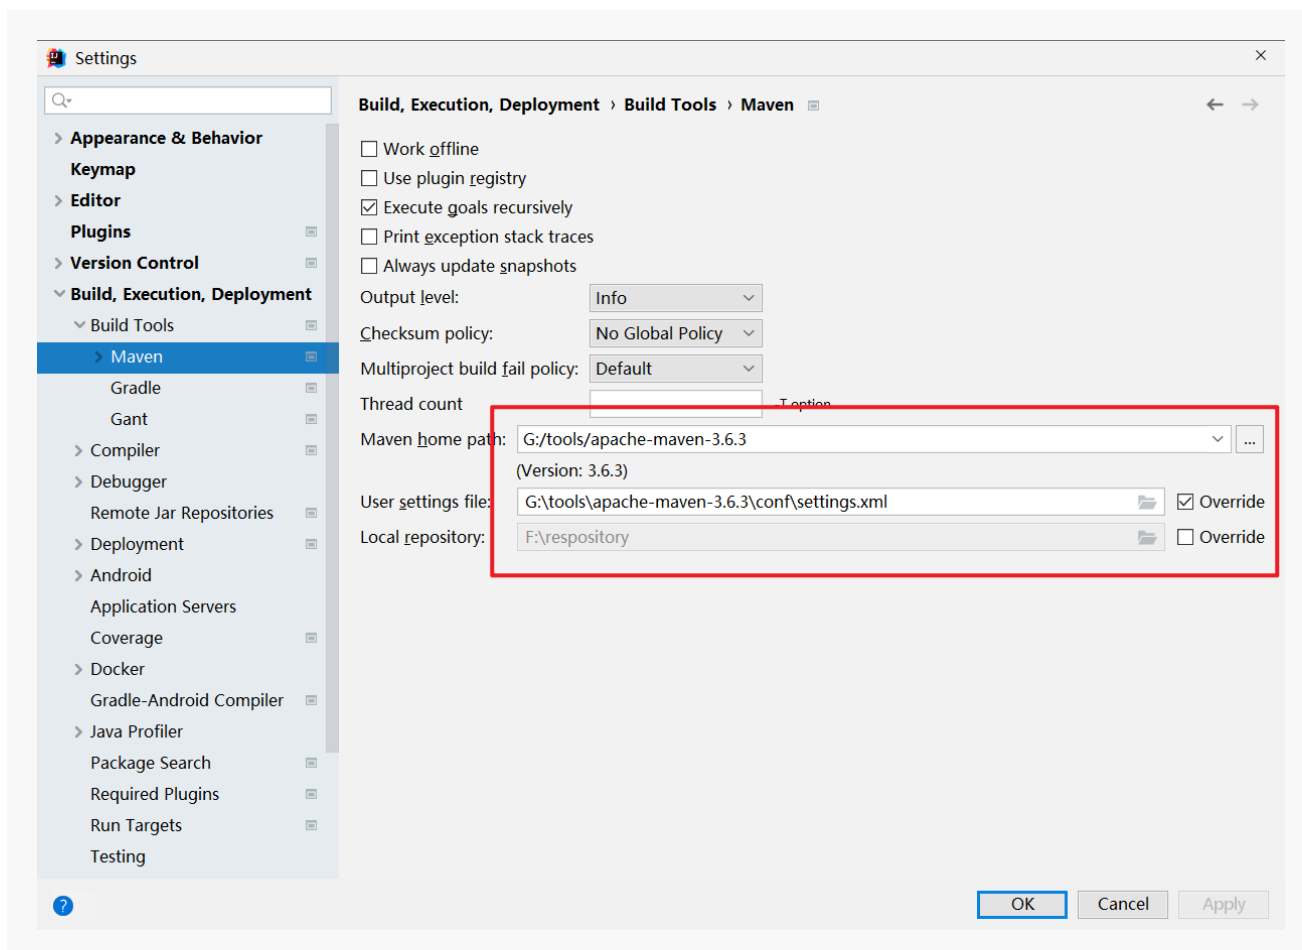 Settings
Build, Execution, Deployment › Build Tools › Maven
Appearance & Behavior
Keymap
Editor
Plugins
Version Control
Build, Execution, Deployment
Build Tools
Maven
Gradle
Gant
Compiler
Debugger
Remote Jar Repositories
Deployment
Android
Application Servers
Coverage
Docker
Gradle-Android Compiler
Java Profiler
Package Search
Required Plugins
Run Targets
Testing
Work offline
Use plugin registry
Execute goals recursively
Print exception stack traces
Always update snapshots
Output level: Info
Checksum policy: No Global Policy
Multiproject build fail policy: Default
Thread count -T option
Maven home path: G:/tools/apache-maven-3.6.3 ...
(Version: 3.6.3)
User settings file: G:\tools\apache-maven-3.6.3\conf\settings.xml Override
Local repository: F:\respository Override
? OK Cancel Apply